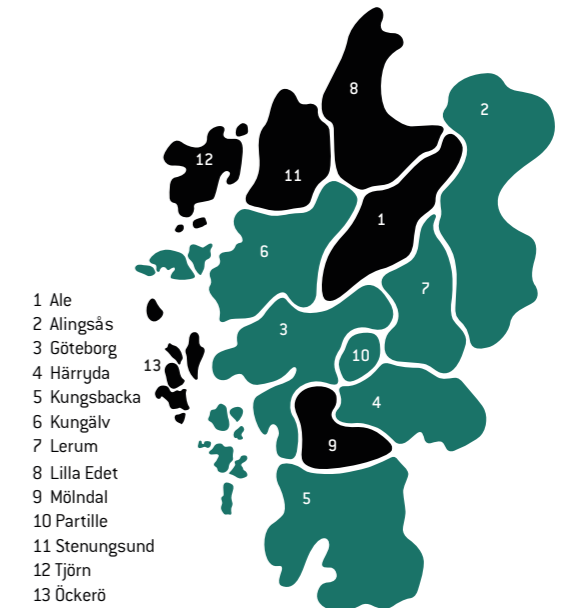 8
2
12
11
1
6
7
3
10
13
4
9
5
1 Ale
2 Alingsås
3 Göteborg
4 Härryda
5 Kungsbacka
6 Kungälv
7 Lerum
8 Lilla Edet
9 Mölndal
10 Partille
11 Stenungsund
12 Tjörn
13 Öckerö